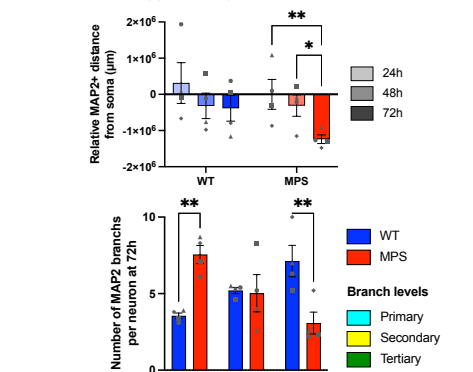 2×10⁶
1×10⁶
0
-1×10⁶
-2×10⁶
Relative MAP2+ distance
from soma (μm)
**
*
WT
MPS
24h
48h
72h
10
5
0
Number of MAP2 branchs
per neuron at 72h
**
**
WT
MPS
Branch levels
Primary
Secondary
Tertiary